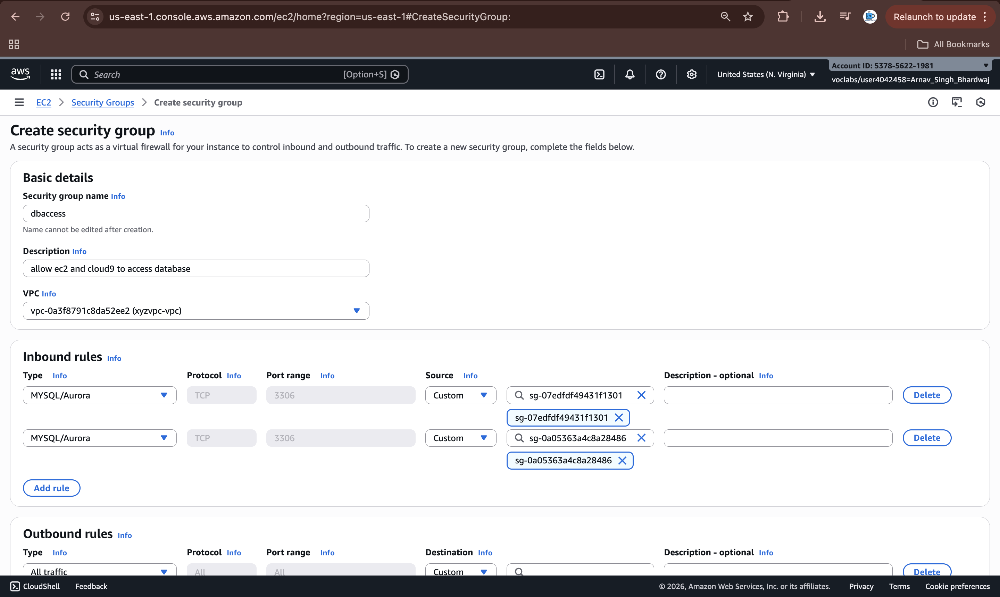 us-east-1.console.aws.amazon.com/ec2/home?region=us-east-1#CreateSecurityGroup:
Relaunch to update
All Bookmarks
aws
Search
[Option+S]
United States (N. Virginia)
Account ID: 5378-5622-1981
voclabs/user4042458=Arnav_Singh_Bhardwaj
EC2 > Security Groups > Create security group
Create security group Info
A security group acts as a virtual firewall for your instance to control inbound and outbound traffic. To create a new security group, complete the fields below.
Basic details
Security group name Info
dbaccess
Name cannot be edited after creation.
Description Info
allow ec2 and cloud9 to access database
VPC Info
vpc-0a3f8791c8da52ee2 (xyzvpc-vpc)
Inbound rules Info
Type Info Protocol Info Port range Info Source Info Description - optional Info
MYSQL/Aurora TCP 3306 Custom sg-07edfdf49431f1301 Delete
sg-07edfdf49431f1301
MYSQL/Aurora TCP 3306 Custom sg-0a05363a4c8a28486 Delete
sg-0a05363a4c8a28486
Add rule
Outbound rules Info
Type Info Protocol Info Port range Info Destination Info Description - optional Info
All traffic All All Custom Delete
CloudShell Feedback © 2026, Amazon Web Services, Inc. or its affiliates. Privacy Terms Cookie preferences